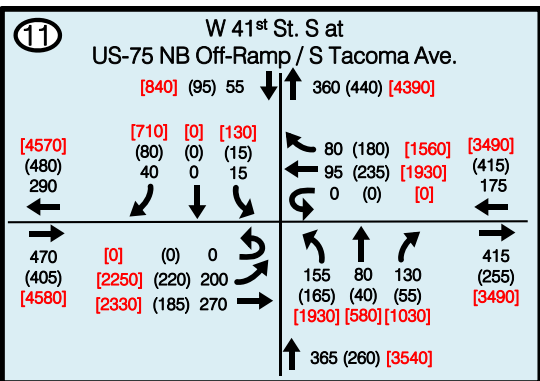 11
W 41st St. S at
US-75 NB Off-Ramp / S Tacoma Ave.
[840] (95) 55 360 (440) [4390]
[4570] [710] [0] [130] [3490]
(480) (80) (0) (15) 80 (180) [1560] (415)
290 40 0 15 95 (235) [1930] 175
0 (0) [0]
470 [0] (0) 0 415
(405) [2250] (220) 200 155 80 130 (255)
[4580] [2330] (185) 270 (165) (40) (55) [3490]
[1930] [580] [1030]
365 (260) [3540]